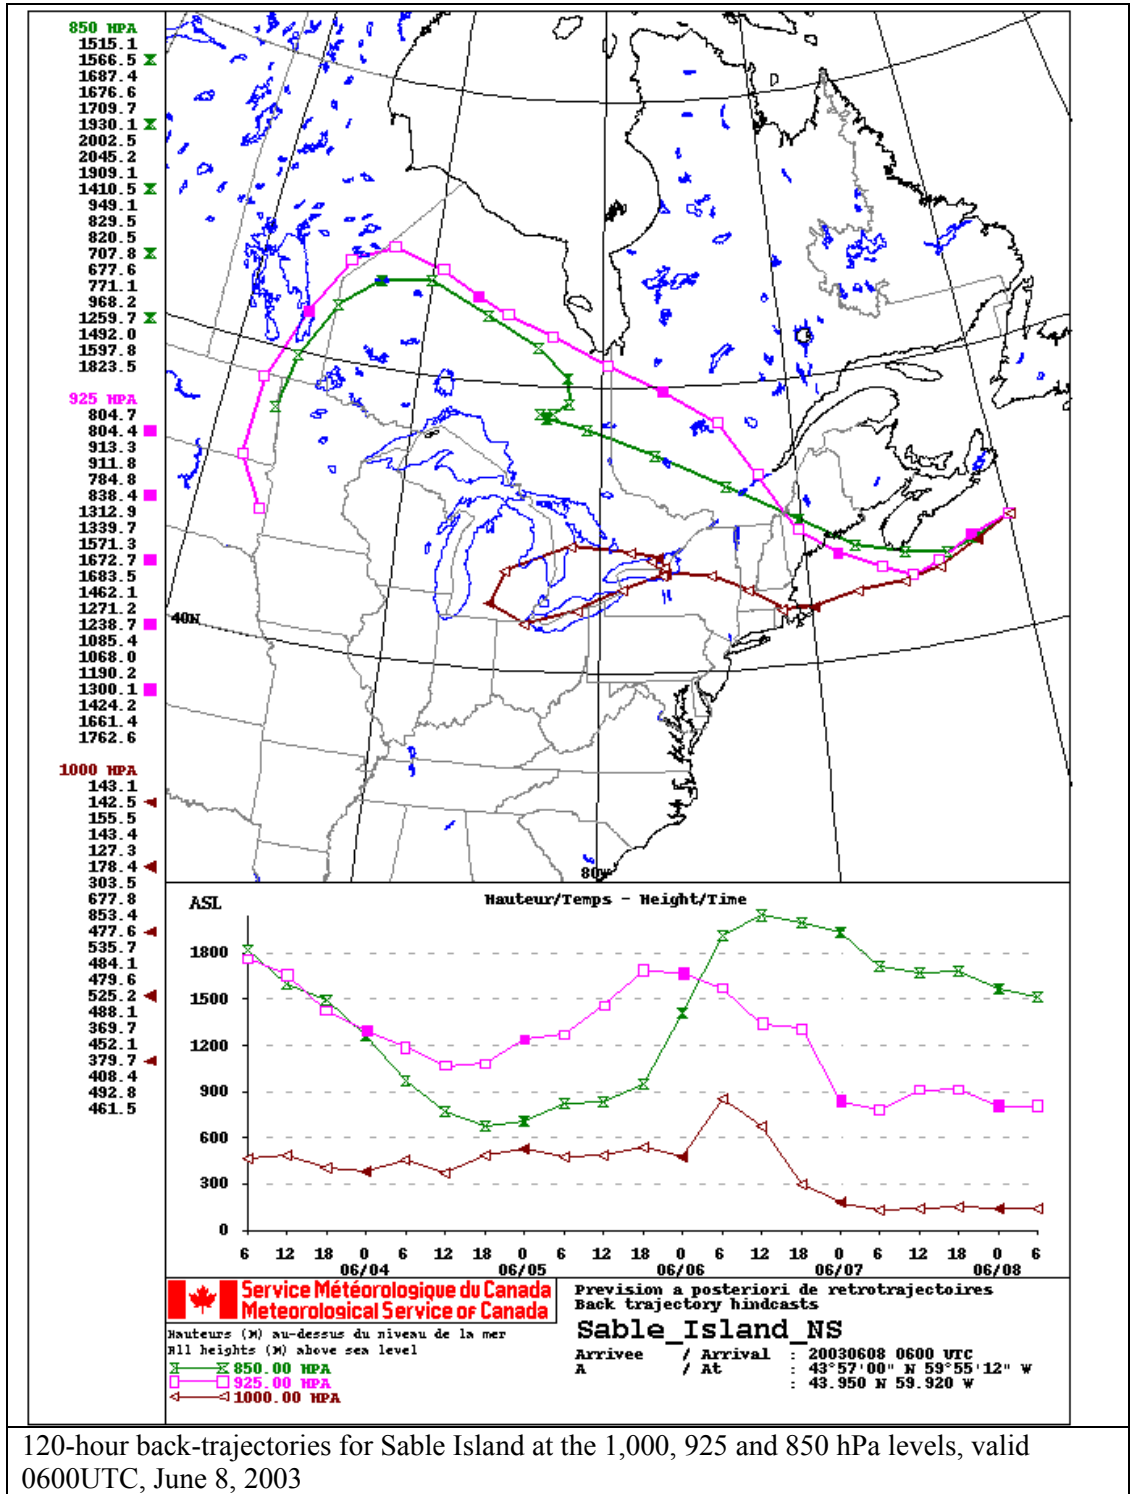 850 HPA
1515.1
1566.5
1687.4
1676.6
1709.7
1930.1
2002.5
2045.2
1909.1
1410.5
949.1
829.5
820.5
707.8
677.6
771.1
968.2
1259.7
1492.0
1597.8
1823.5
925 HPA
804.7
804.4
913.3
911.8
784.8
838.4
1312.9
1339.7
1571.3
1672.7
1683.5
1462.1
1271.2
1238.7
1085.4
1068.0
1190.2
1300.1
1424.2
1661.4
1762.6
1000 HPA
143.1
142.5
155.5
143.4
127.3
178.4
303.5
677.8
853.4
477.6
535.7
484.1
479.6
525.2
488.1
369.7
452.1
379.7
408.4
492.8
461.5
D
40N
80W
ASL
Hauteur/Temps - Height/Time
1800
1500
1200
900
600
300
0
6 12 18 0 6 12 18 0 6 12 18 0 6 12 18 0 6 12 18 0 6
06/04 06/05 06/06 06/07 06/08
Service Météorologique du Canada
Meteorological Service of Canada
Hauteurs (M) au-dessus du niveau de la mer
All heights (M) above sea level
850.00 HPA
925.00 HPA
1000.00 HPA
Prevision a posteriori de retrotrajectoires
Back trajectory hindcasts
Sable_Island_NS
Arrivee / Arrival : 20030608 0600 UTC
A / At : 43°57'00" N 59°55'12" W
: 43.950 N 59.920 W
120-hour back-trajectories for Sable Island at the 1,000, 925 and 850 hPa levels, valid
0600UTC, June 8, 2003